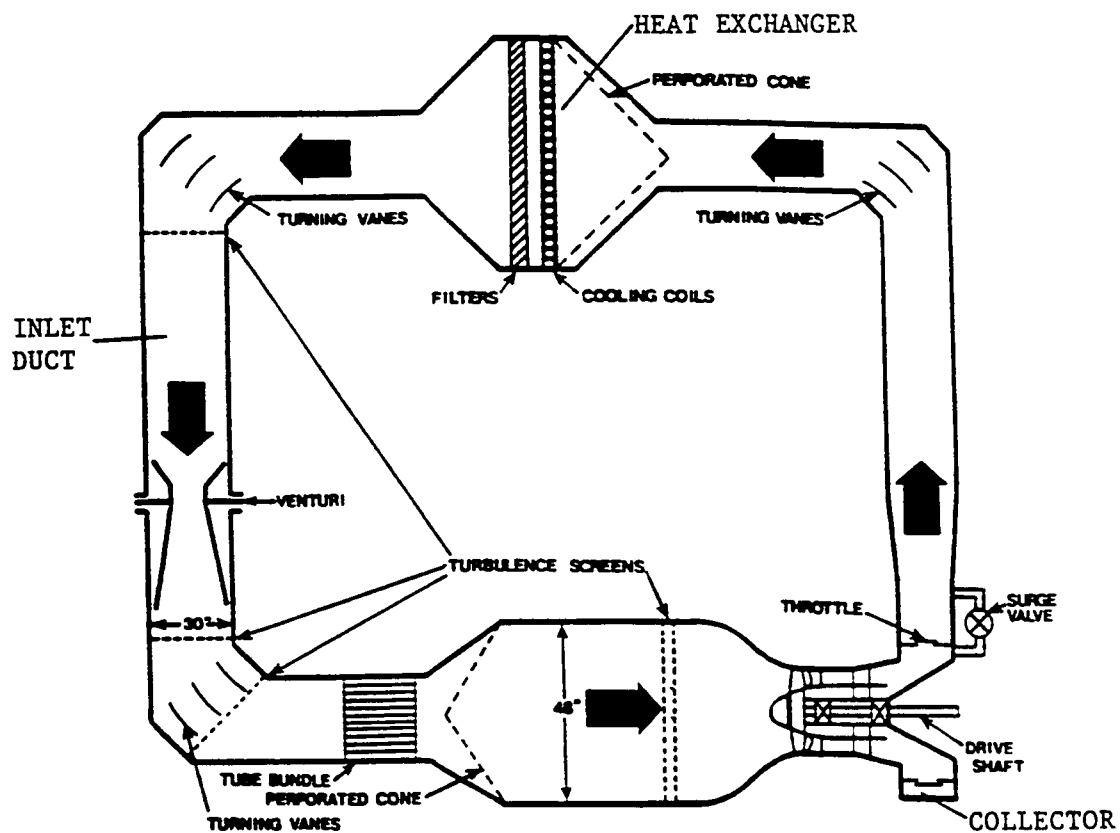 HEAT EXCHANGER
PERFORATED CONE
TURNING VANES
TURNING VANES
FILTERS
COOLING COILS
INLET
DUCT
VENTURI
TURBULENCE SCREENS
THROTTLE
SURGE
VALVE
30"
48"
DRIVE
SHAFT
TUBE BUNDLE
PERFORATED CONE
TURNING VANES
COLLECTOR